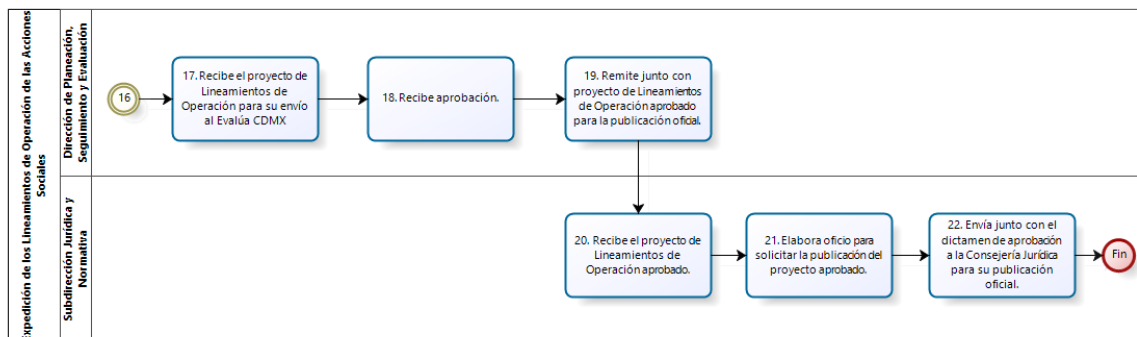 Expedición de los Lineamientos de Operación de las Acciones
Sociales
Dirección de Planeación,
Seguimiento y Evaluación
16
17. Recibe el proyecto de
Lineamientos de
Operación para su envío
al Evalúa CDMX
18. Recibe aprobación.
19. Remite junto con
proyecto de Lineamientos
de Operación aprobado
para la publicación oficial.
Subdirección Jurídica y
Normativa
20. Recibe el proyecto de
Lineamientos de
Operación aprobado.
21. Elabora oficio para
solicitar la publicación del
proyecto aprobado.
22. Envía junto con el
dictamen de aprobación
a la Consejería Jurídica
para su publicación
oficial.
Fin